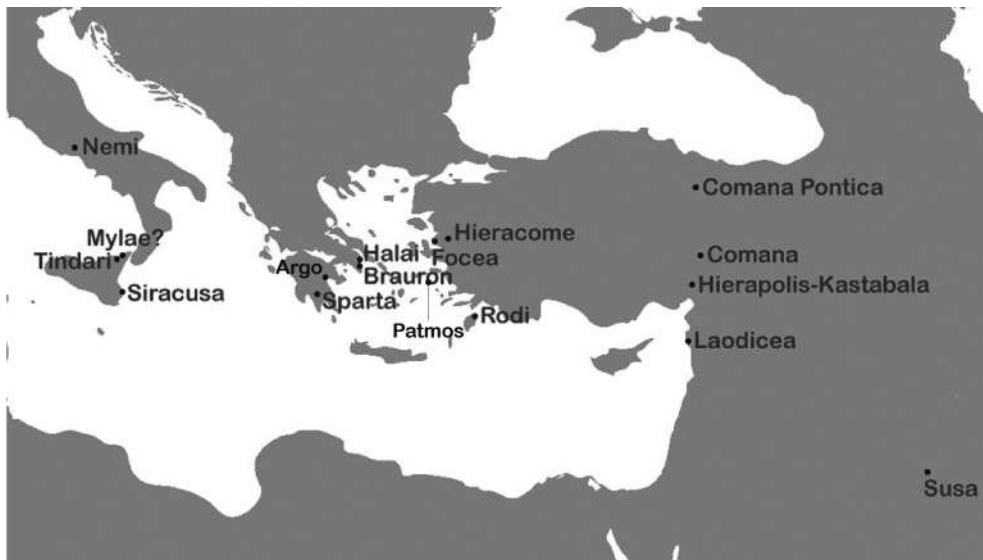 Nemi
Comana Pontica
Mylae?
Hieracome
Tindari
Halai
Focea
Comana
Argo
Brauron
Siracusa
Sparta
Hierapolis-Kastabala
Patmos
Rodi
Laodicea
Susa